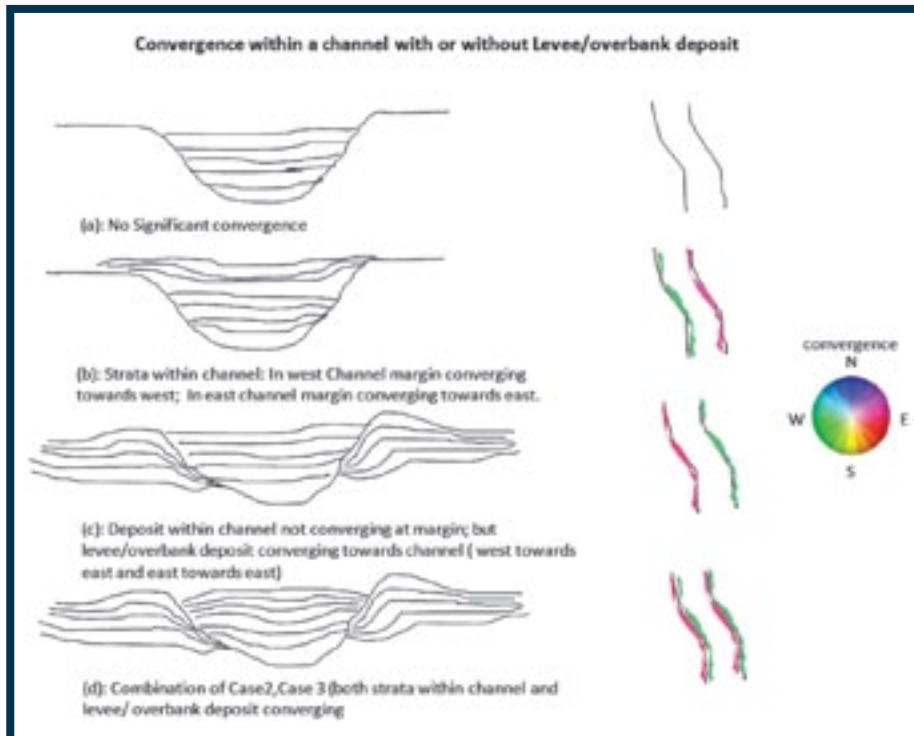 Convergence within a channel with or without Levee/overbank deposit
(a): No Significant convergence
(b): Strata within channel: In west Channel margin converging
towards west; In east channel margin converging towards east.
convergence
N
W
E
S
(c): Deposit within channel not converging at margin; but
levee/overbank deposit converging towards channel ( west towards
east and east towards east)
(d): Combination of Case2,Case 3 (both strata within channel and
levee/ overbank deposit converging